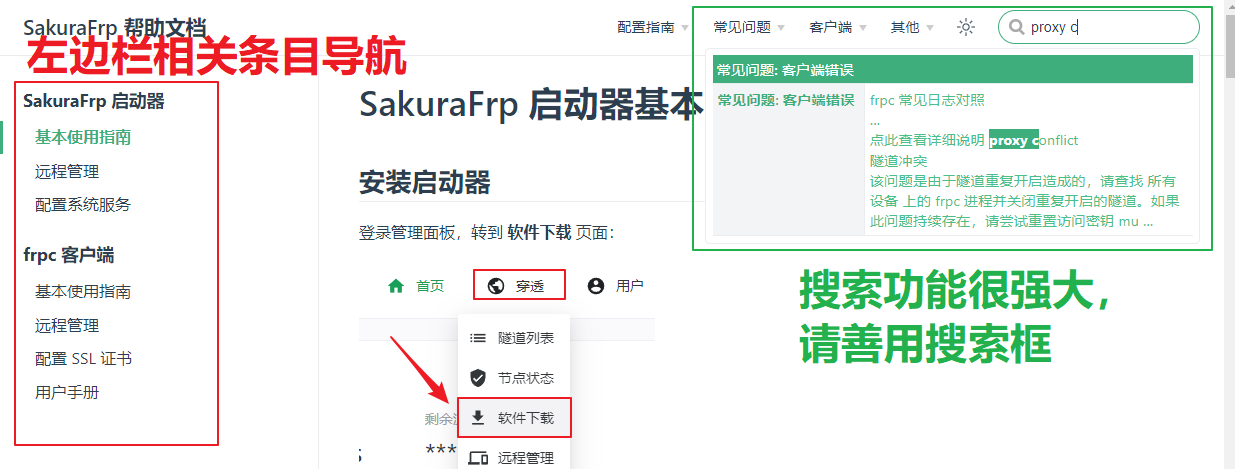 SakuraFrp 帮助文档
配置指南
常见问题
客户端
其他
proxy c
左边栏相关条目导航
SakuraFrp 启动器
基本使用指南
远程管理
配置系统服务
frpc 客户端
基本使用指南
远程管理
配置 SSL 证书
用户手册
SakuraFrp 启动器基本
安装启动器
登录管理面板，转到 软件下载 页面：
首页
穿透
用户
隧道列表
节点状态
软件下载
远程管理
剩余
s
****
常见问题: 客户端错误
常见问题: 客户端错误
frpc 常见日志对照
...
点此查看详细说明 proxy conflict
隧道冲突
该问题是由于隧道重复开启造成的，请查找 所有
设备 上的 frpc 进程并关闭重复开启的隧道。如果
此问题持续存在，请尝试重置访问密钥 mu ...
搜索功能很强大，
请善用搜索框